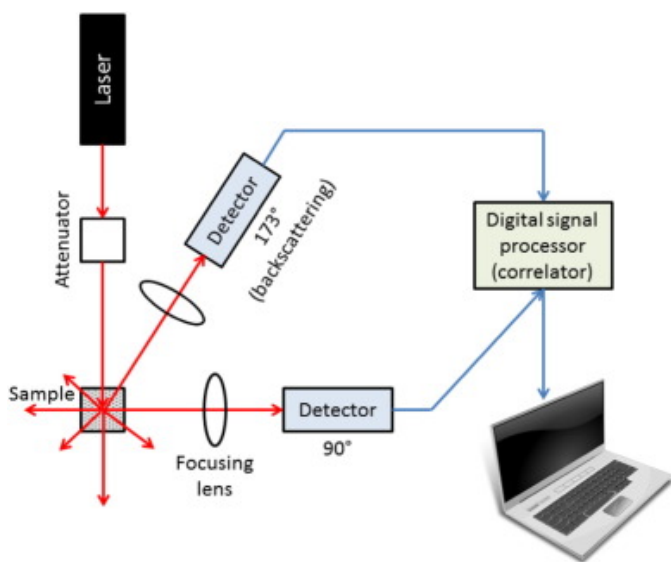 Laser
Attenuator
Detector
173°
(backscattering)
Digital signal
processor
(correlator)
Sample
Detector
90°
Focusing
lens